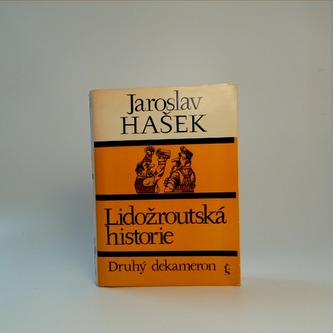 Jaroslav
HAŠEK
Lidožroutská
historie
Druhý dekameron